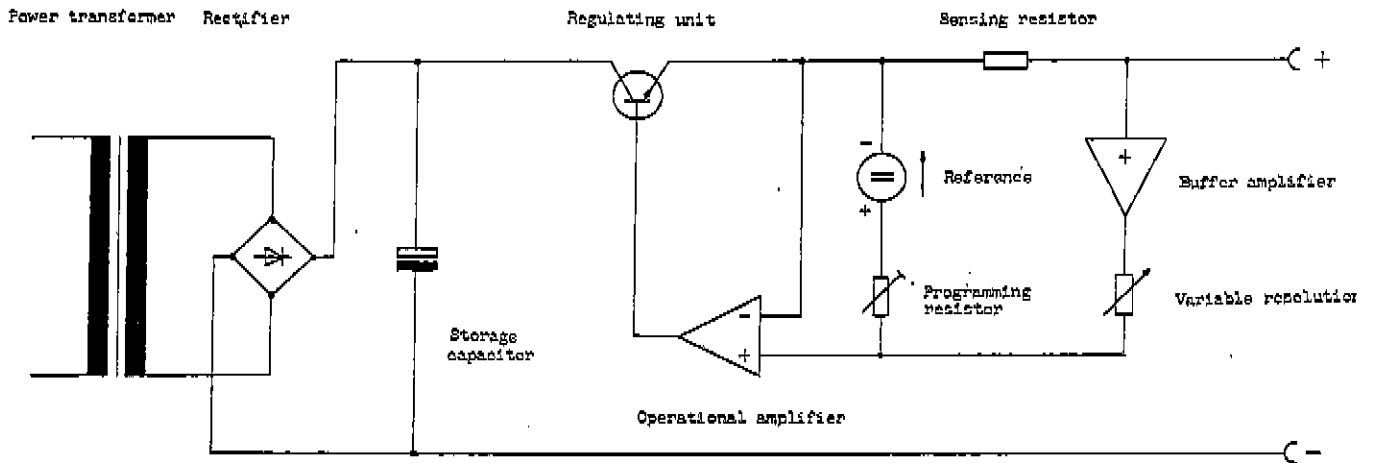 Power transformer Rectifier Regulating unit Sensing resistor
+
-
= Reference
+
+
Buffer amplifier
Programming
resistor
Variable resolution
-
+
Storage
capacitor
Operational amplifier
-